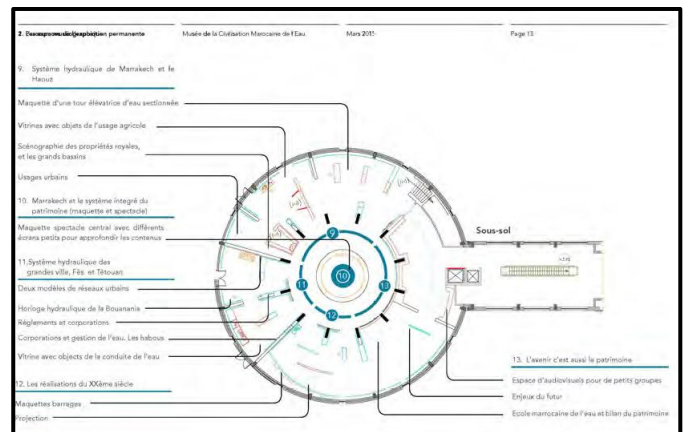 Musée de la Civilisation Marocaine de l'Eau
Mars 2011
Page 13
9. Système hydraulique de Marrakech et le
Haouz
Maquette d'une tour élévatrice d'eau sectionnée
Vitrines avec objets de l'usage agricole
Scénographie des propriétés royales,
et les grands bassins
Usages urbains
10. Marrakech et le système integré du
patrimoine (maquette et spectacle)
Maquette spectacle central avec différents
écrans petits pour approfondir les contenus
11.Système hydraulique des
grandes ville, Fès et Tétouan
Deux modèles de réseaux urbains
Horloge hydraulique de la Bouanania
Règlements et corporations
Corporations et gestion de l'eau. Les habous
Vitrine avec objects de la conduite de l'eau
12. Les réalisations du XXème siècle
Maquettes barrages
Projection
9
10
11
12
13
Sous-sol
13. L'avenir c'est aussi le patrimoine
Espace d'audiovisuels pour de petits groupes
Enjeux du futur
Ecole marrocaine de l'eau et bilan du patrimoine